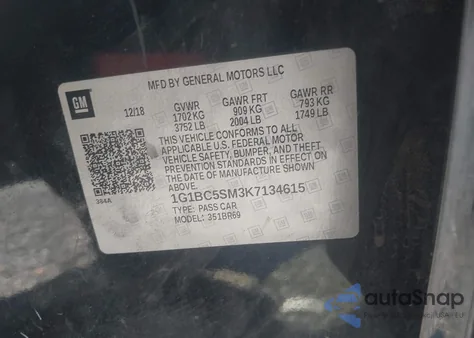 MFD BY GENERAL MOTORS LLC
GM
12/18 GVWR GAWR FRT GAWR RR
1702 KG 909 KG 793 KG
3752 LB 2004 LB 1749 LB
THIS VEHICLE CONFORMS TO ALL
APPLICABLE U.S. FEDERAL MOTOR
VEHICLE SAFETY, BUMPER, AND THEFT
PREVENTION STANDARDS IN EFFECT ON
THE DATE OF MANUFACTURE SHOWN ABOVE.
384A
1G1BC5SM3K7134615
TYPE: PASS CAR
MODEL: 351BR69
autoSnap